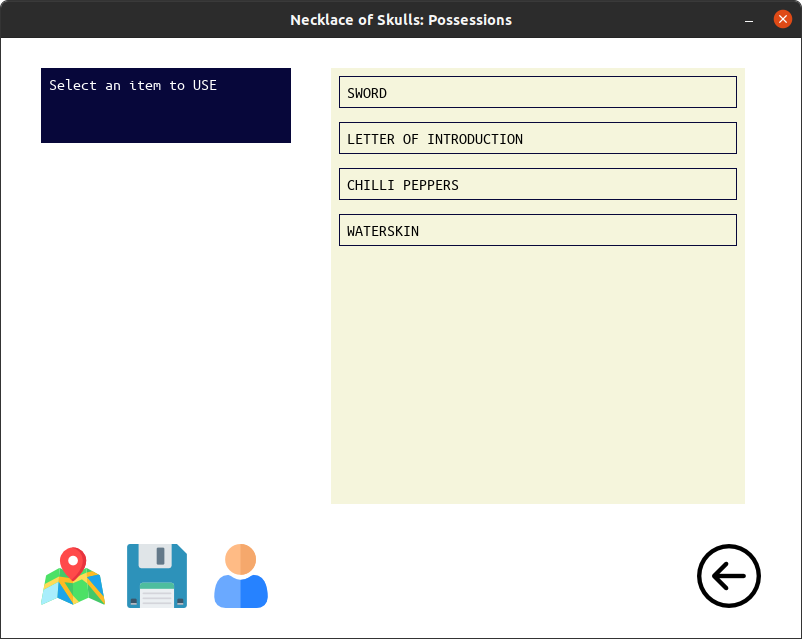 Necklace of Skulls: Possessions
Select an item to USE
SWORD
LETTER OF INTRODUCTION
CHILLI PEPPERS
WATERSKIN